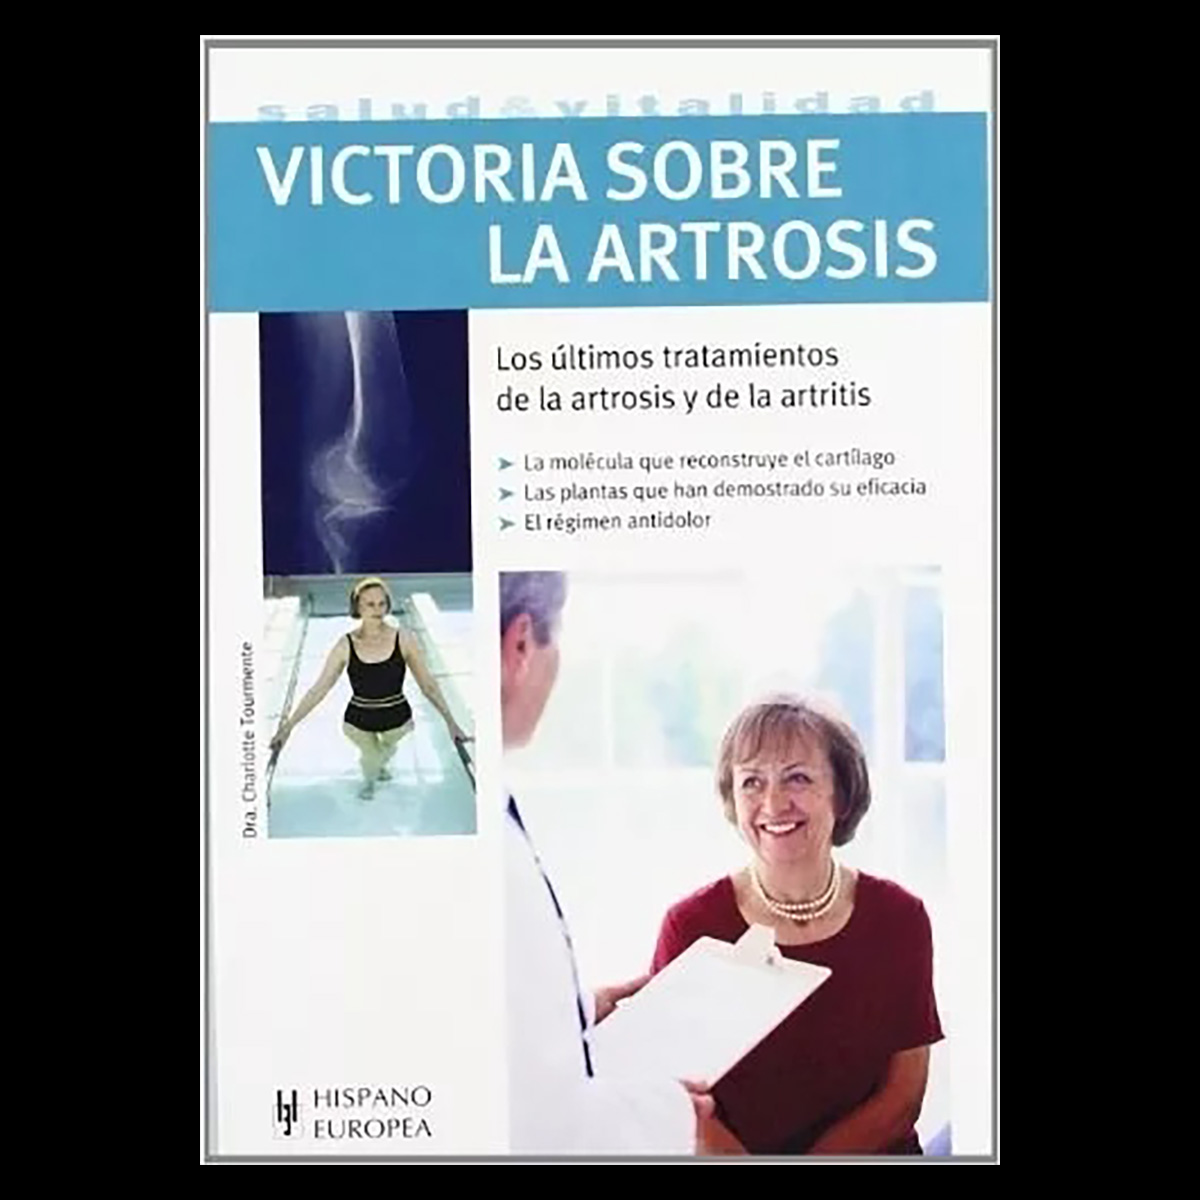 salud&vitalidad
VICTORIA SOBRE
LA ARTROSIS
Los últimos tratamientos
de la artrosis y de la artritis
➤ La molécula que reconstruye el cartílago
➤ Las plantas que han demostrado su eficacia
➤ El régimen antidolor
Dra. Charlotte Tourmente
HISPANO
EUROPEA